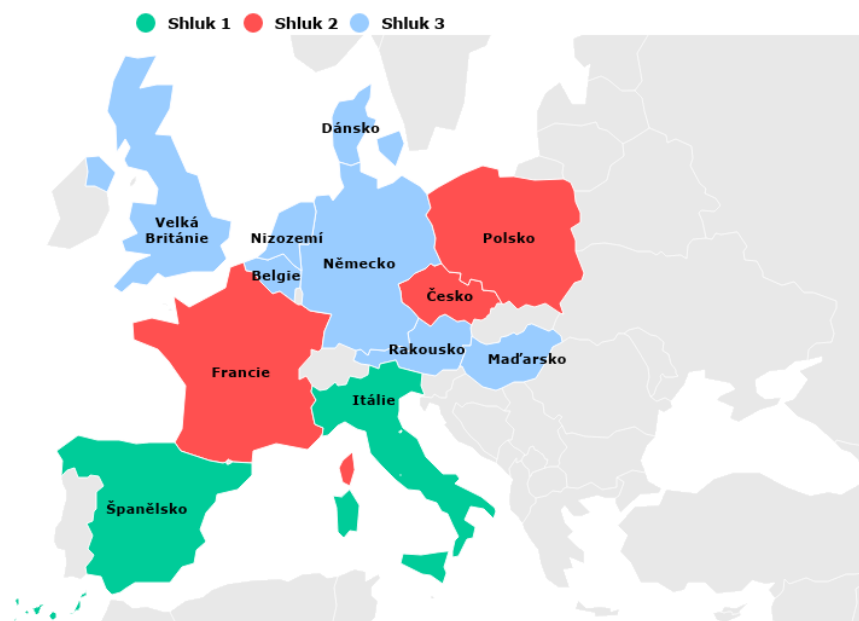 Shluk 1 Shluk 2 Shluk 3
Dánsko
Velká
Británie
Nizozemí
Polsko
Německo
Belgie
Česko
Rakousko
Maďarsko
Francie
Itálie
Španělsko